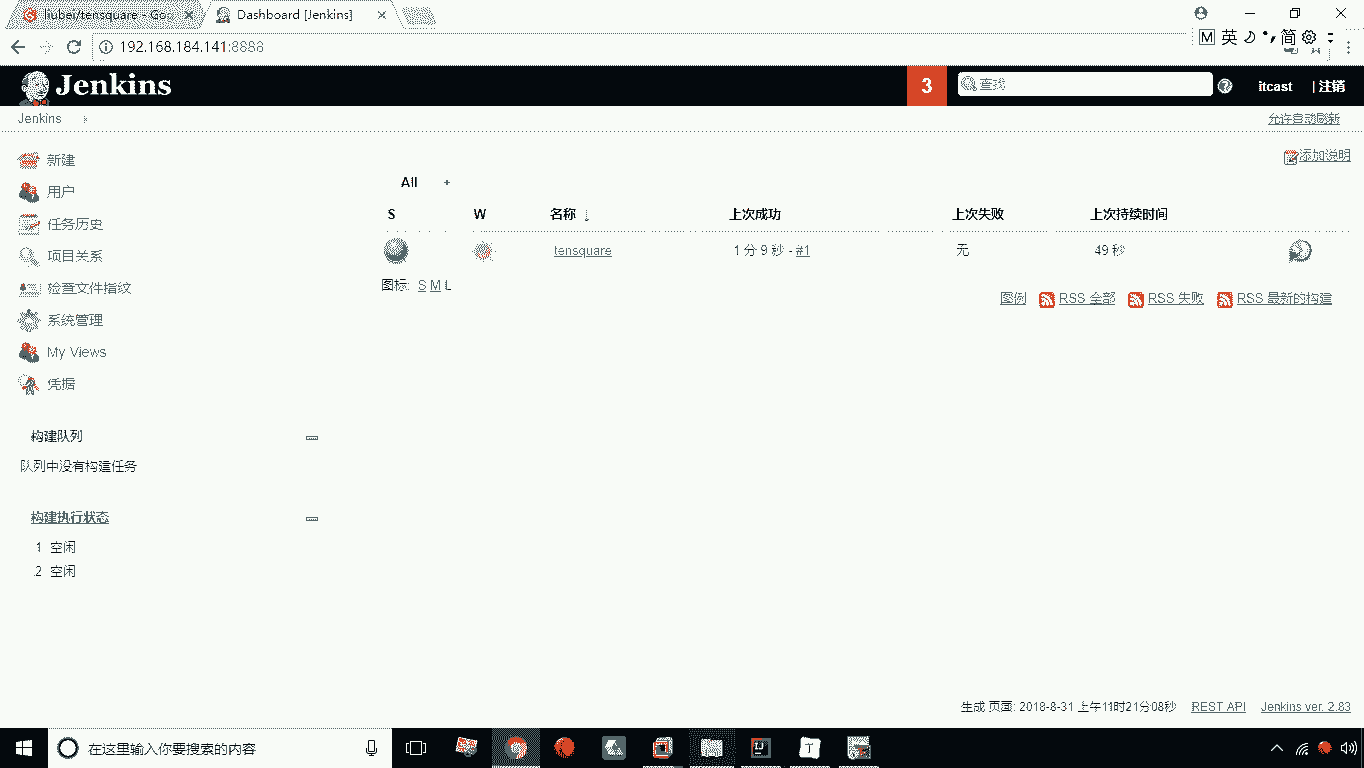 liubei/tensquare - Gog
Dashboard [Jenkins]
192.168.184.141:8888
M 英 简
Jenkins
3
查找
itcast
| 注销
Jenkins
允许自动刷新
新建
用户
任务历史
项目关系
检查文件指纹
系统管理
My Views
凭据
添加说明
All +
S W 名称 ↓ 上次成功 上次失败 上次持续时间
tensquare 1 分 9 秒 - #1 无 49 秒
图标: S M L
图例 RSS 全部 RSS 失败 RSS 最新的构建
构建队列
队列中没有构建任务
构建执行状态
1 空闲
2 空闲
生成 页面: 2018-8-31 上午11时21分08秒 REST API Jenkins ver. 2.83
在这里输入你要搜索的内容